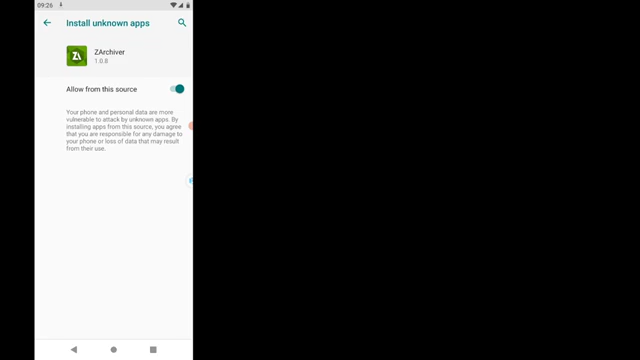 09:26
Install unknown apps
ZA
ZArchiver
1.0.8
Allow from this source
Your phone and personal data are more
vulnerable to attack by unknown apps. By
installing apps from this source, you agree
that you are responsible for any damage to
your phone or loss of data that may result
from their use.